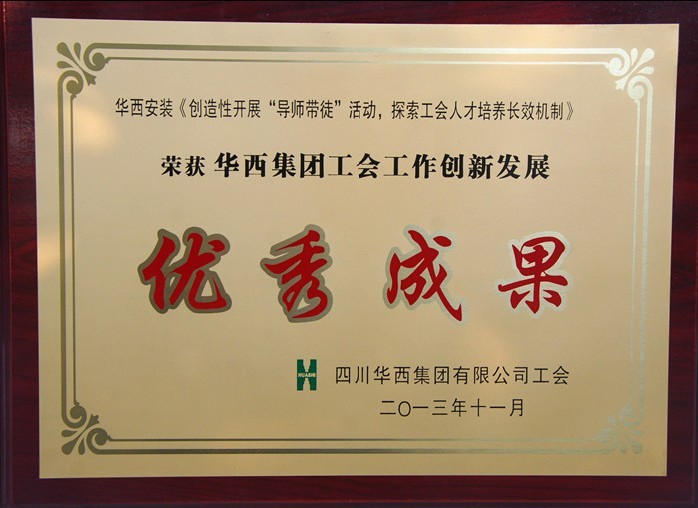 华西安装《创造性开展“导师带徒”活动，探索工会人才培养长效机制》
荣获 华西集团工会工作创新发展
优秀成果
HUASHI
四川华西集团有限公司工会
二〇一三年十一月